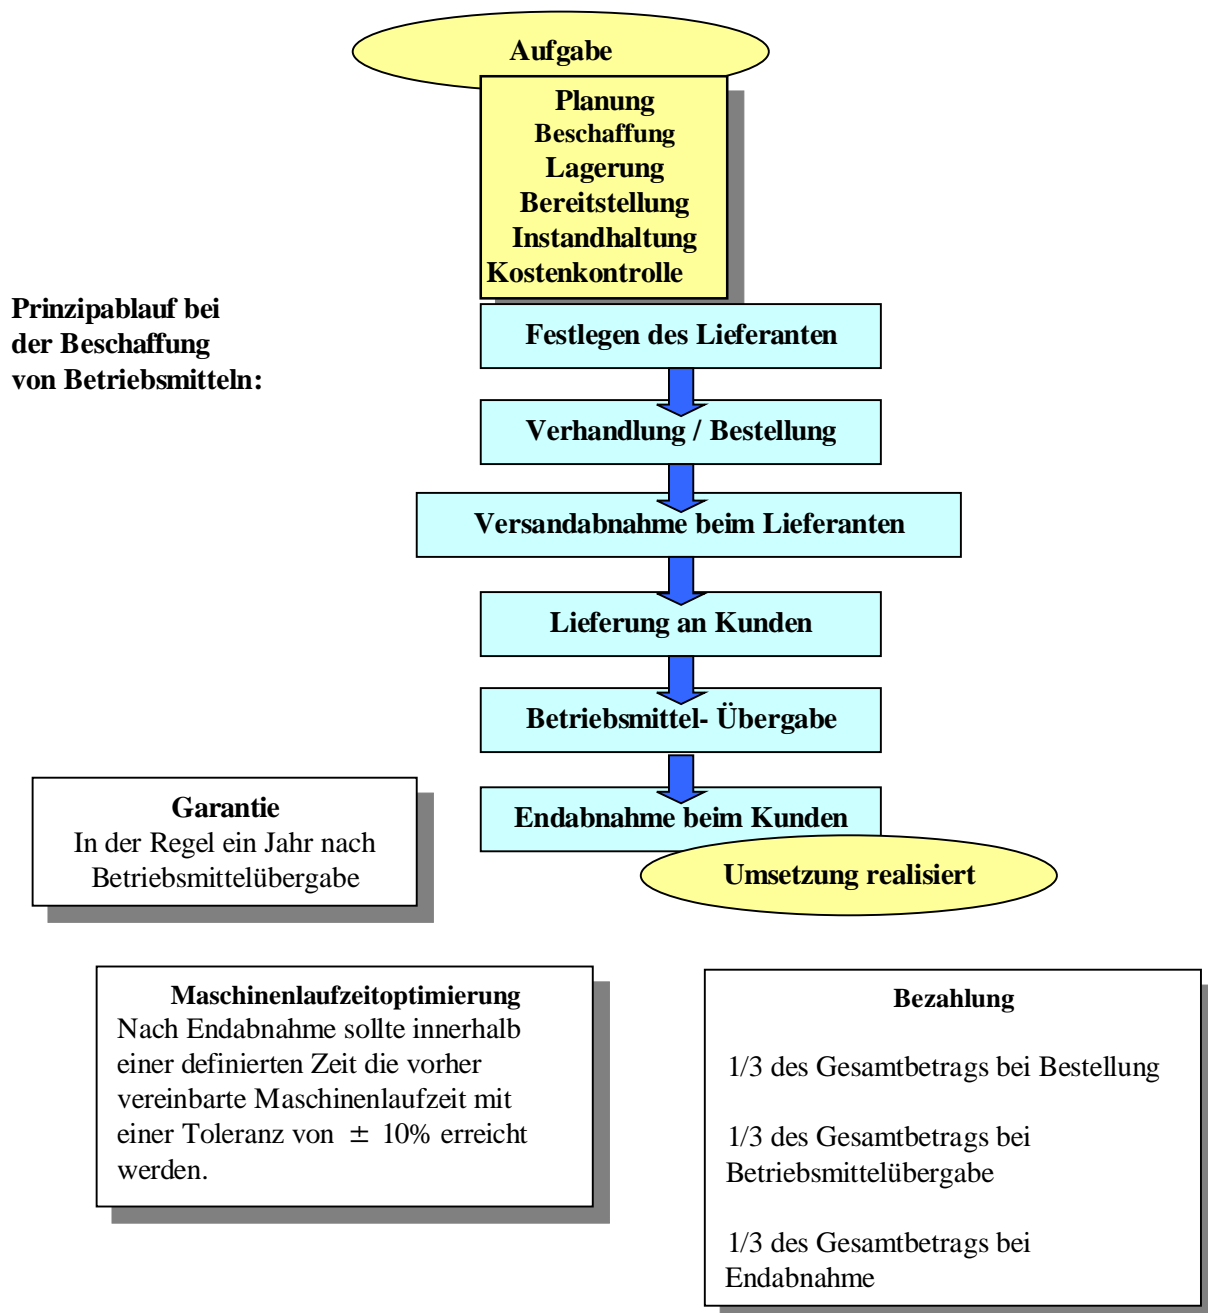 Aufgabe
Planung
Beschaffung
Lagerung
Bereitstellung
Instandhaltung
Kostenkontrolle
Prinzipablauf bei
der Beschaffung
von Betriebsmitteln:
Festlegen des Lieferanten
Verhandlung / Bestellung
Versandabnahme beim Lieferanten
Lieferung an Kunden
Betriebsmittel- Übergabe
Endabnahme beim Kunden
Umsetzung realisiert
Garantie
In der Regel ein Jahr nach
Betriebsmittelübergabe
Maschinenlaufzeitoptimierung
Nach Endabnahme sollte innerhalb
einer definierten Zeit die vorher
vereinbarte Maschinenlaufzeit mit
einer Toleranz von ± 10% erreicht
werden.
Bezahlung
1/3 des Gesamtbetrags bei Bestellung
1/3 des Gesamtbetrags bei
Betriebsmittelübergabe
1/3 des Gesamtbetrags bei
Endabnahme